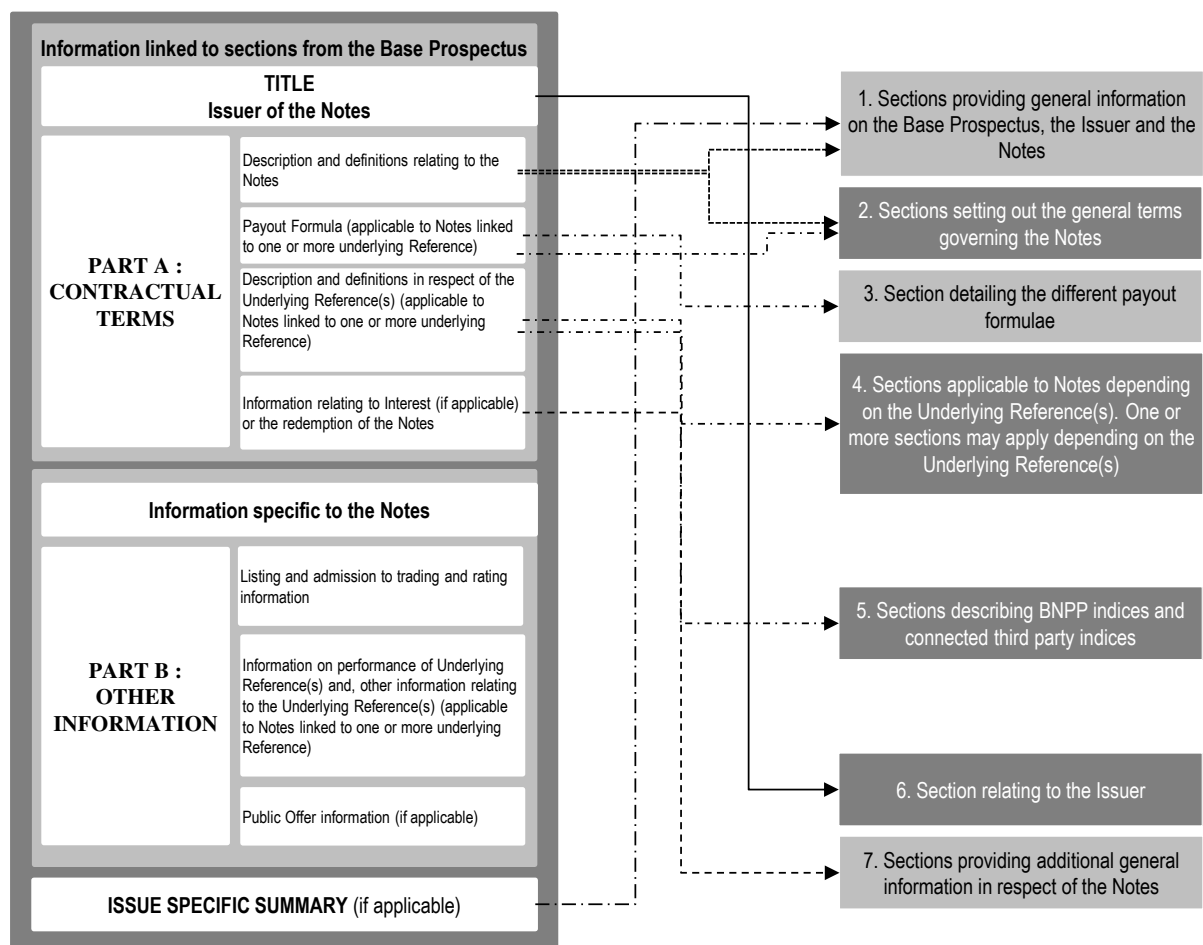 Information linked to sections from the Base Prospectus
TITLE
Issuer of the Notes
PART A :
CONTRACTUAL
TERMS
Description and definitions relating to the
Notes
Payout Formula (applicable to Notes linked
to one or more underlying Reference)
Description and definitions in respect of the
Underlying Reference(s) (applicable to
Notes linked to one or more underlying
Reference)
Information relating to Interest (if applicable)
or the redemption of the Notes
Information specific to the Notes
PART B :
OTHER
INFORMATION
Listing and admission to trading and rating
information
Information on performance of Underlying
Reference(s) and, other information relating
to the Underlying Reference(s) (applicable
to Notes linked to one or more underlying
Reference)
Public Offer information (if applicable)
ISSUE SPECIFIC SUMMARY (if applicable)
1. Sections providing general information
on the Base Prospectus, the Issuer and the
Notes
2. Sections setting out the general terms
governing the Notes
3. Section detailing the different payout
formulae
4. Sections applicable to Notes depending
on the Underlying Reference(s). One or
more sections may apply depending on the
Underlying Reference(s)
5. Sections describing BNPP indices and
connected third party indices
6. Section relating to the Issuer
7. Sections providing additional general
information in respect of the Notes